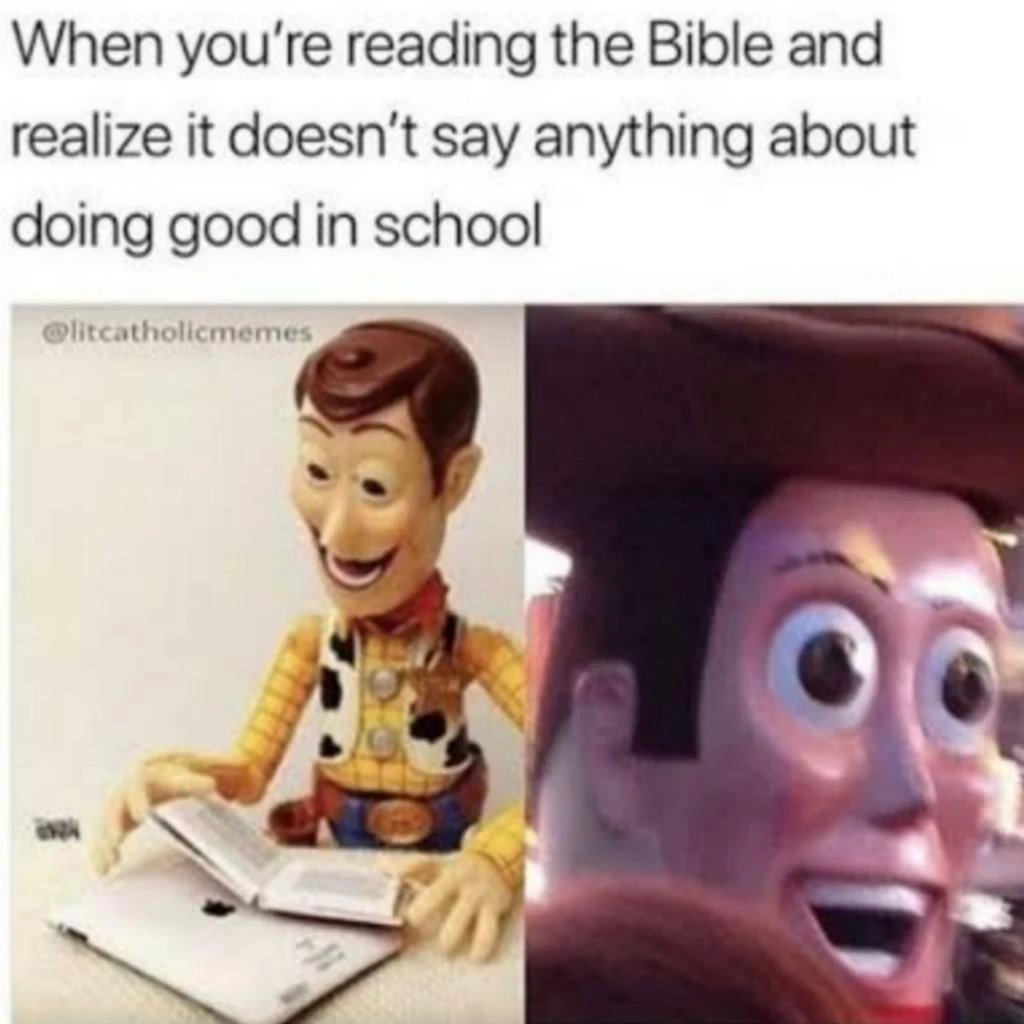 When you're reading the Bible and
realize it doesn't say anything about
doing good in school
@litcatholicmemes